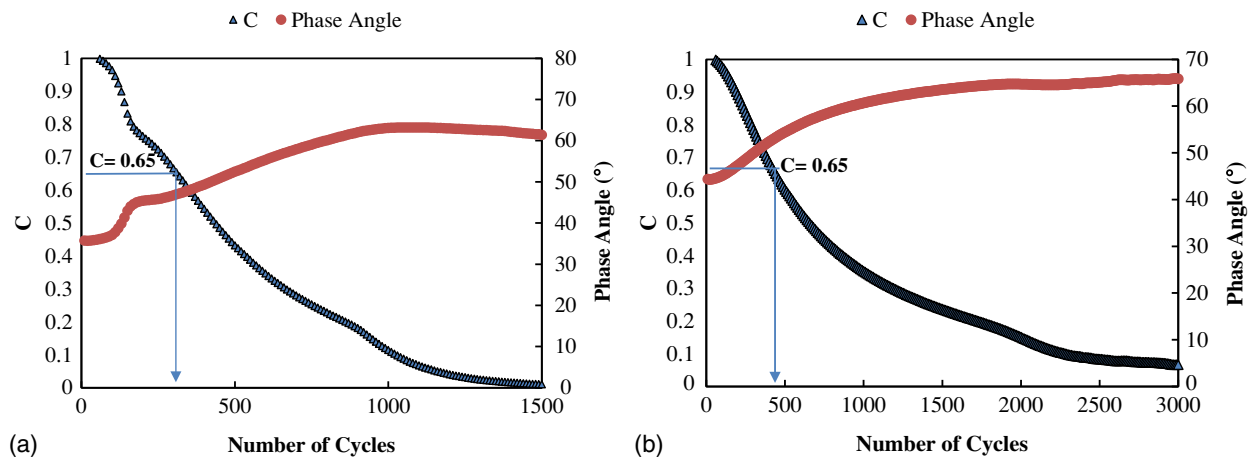 C Phase Angle
1 0.9 0.8 0.7 0.6 0.5 0.4 0.3 0.2 0.1 0
C
C= 0.65
80 70 60 50 40 30 20 10 0
Phase Angle (°)
0 500 1000 1500
Number of Cycles
(a)
C Phase Angle
1 0.9 0.8 0.7 0.6 0.5 0.4 0.3 0.2 0.1 0
C
C= 0.65
70 60 50 40 30 20 10 0
Phase Angle (°)
0 500 1000 1500 2000 2500 3000
Number of Cycles
(b)